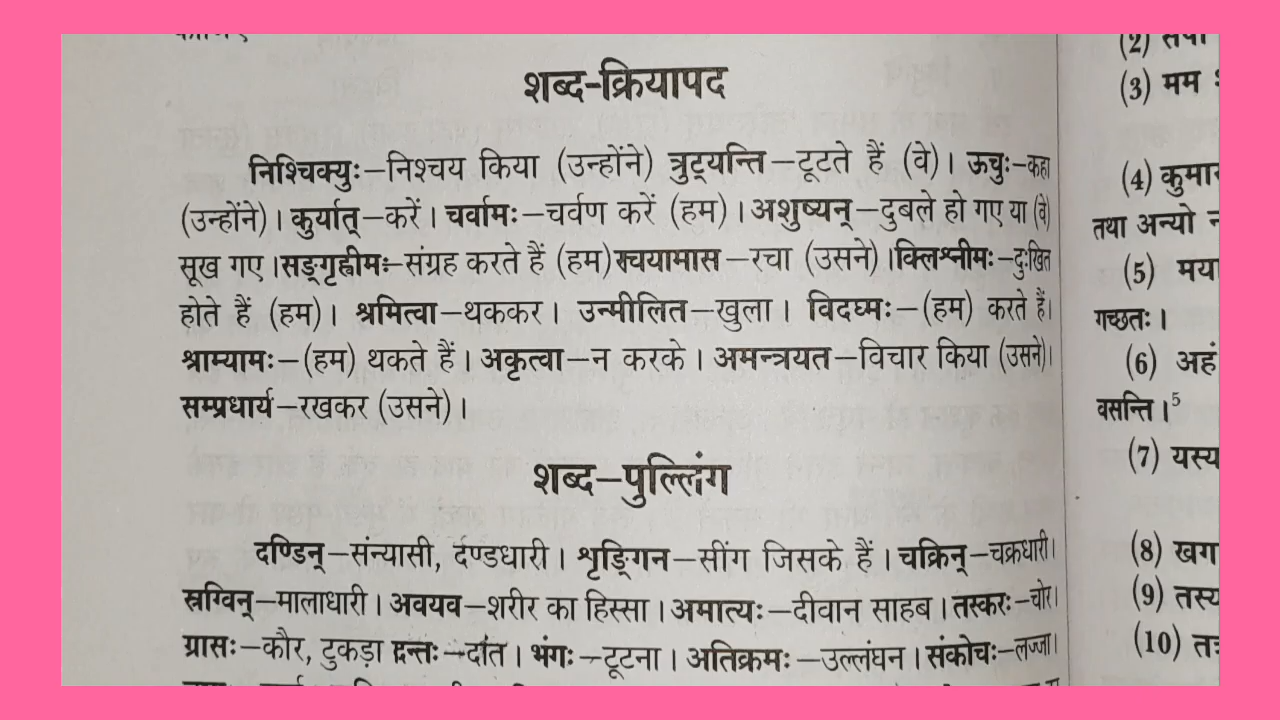 शब्द-क्रियापद
निश्चिक्युः–निश्चय किया (उन्होंने) त्रुट्यन्ति–टूटते हैं (वे)। ऊचुः–कहा
(उन्होंने)। कुर्यात्–करें। चर्वामः–चर्वण करें (हम)। अशुष्यन्–दुबले हो गए या (वे)
सूख गए।सङ्गृह्णीमः–संग्रह करते हैं (हम)रचयामास–रचा (उसने)।क्लिश्नीमः–दुःखित
होते हैं (हम)। श्रमित्वा–थककर। उन्मीलित–खुला। विदघ्मः–(हम) करते हैं।
श्राम्यामः–(हम) थकते हैं। अकृत्वा–न करके। अमन्त्रयत–विचार किया (उसने)।
सम्प्रधार्य–रखकर (उसने)।
शब्द–पुल्लिंग
दण्डिन्–संन्यासी, दण्डधारी। शृङ्गिन–सींग जिसके हैं। चक्रिन्–चक्रधारी।
स्रग्विन्–मालाधारी। अवयव–शरीर का हिस्सा। अमात्यः–दीवान साहब। तस्करः–चोर।
ग्रासः–कौर, टुकड़ा दन्तः–दांत। भंगः–टूटना। अतिक्रमः–उल्लंघन। संकोचः–लज्जा।
(2)
(3) मम
(4) कुमार
तथा अन्यो न
(5) मया
गच्छतः।
(6) अहं
वसन्ति।⁵
(7) यस्य
(8) खग
(9) तस्य
(10)